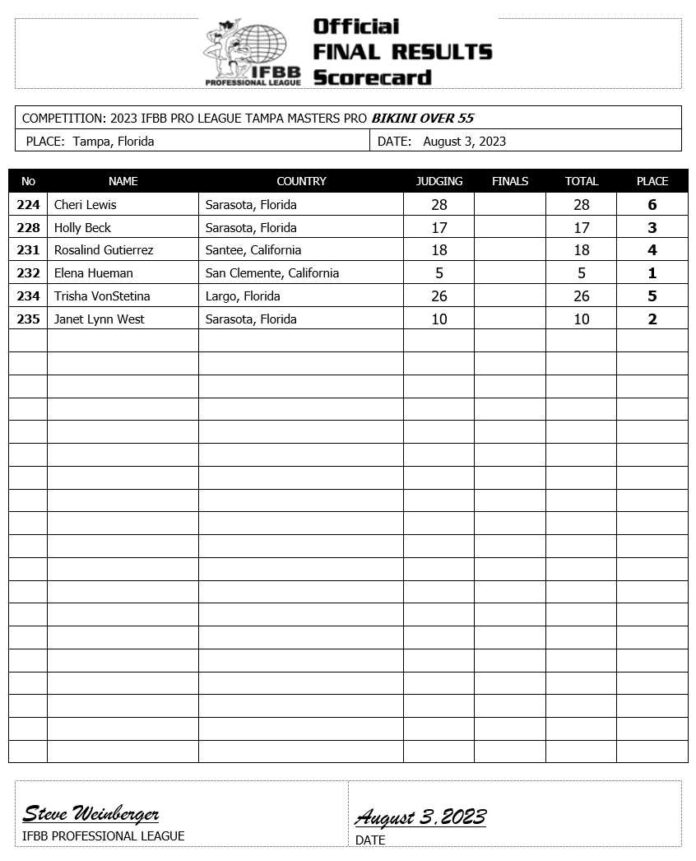 Official
FINAL RESULTS
Scorecard
IFBB
PROFESSIONAL LEAGUE
COMPETITION: 2023 IFBB PRO LEAGUE TAMPA MASTERS PRO BIKINI OVER 55
PLACE: Tampa, Florida DATE: August 3, 2023
No NAME COUNTRY JUDGING FINALS TOTAL PLACE
224 Cheri Lewis Sarasota, Florida 28 28 6
228 Holly Beck Sarasota, Florida 17 17 3
231 Rosalind Gutierrez Santee, California 18 18 4
232 Elena Hueman San Clemente, California 5 5 1
234 Trisha VonStetina Largo, Florida 26 26 5
235 Janet Lynn West Sarasota, Florida 10 10 2
Steve Weinberger August 3, 2023
IFBB PROFESSIONAL LEAGUE DATE